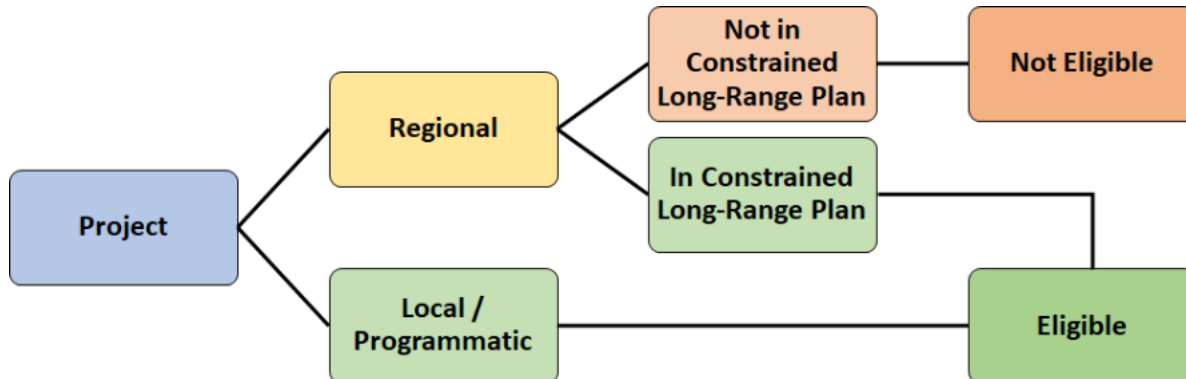 Project
Regional
Local /
Programmatic
Not in
Constrained
Long-Range Plan
In Constrained
Long-Range Plan
Not Eligible
Eligible